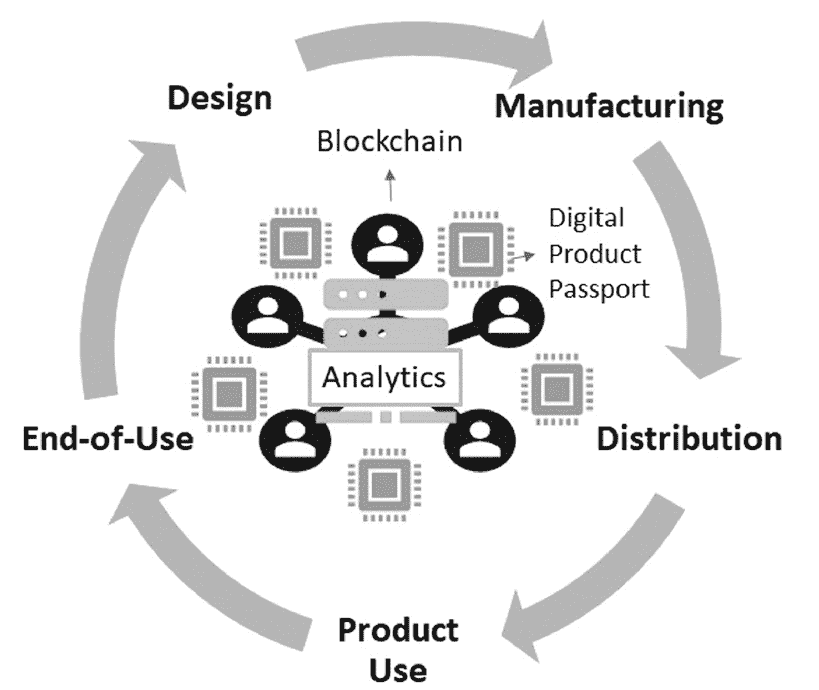 Design
Manufacturing
Blockchain
Digital
Product
Passport
Analytics
End-of-Use
Distribution
Product
Use